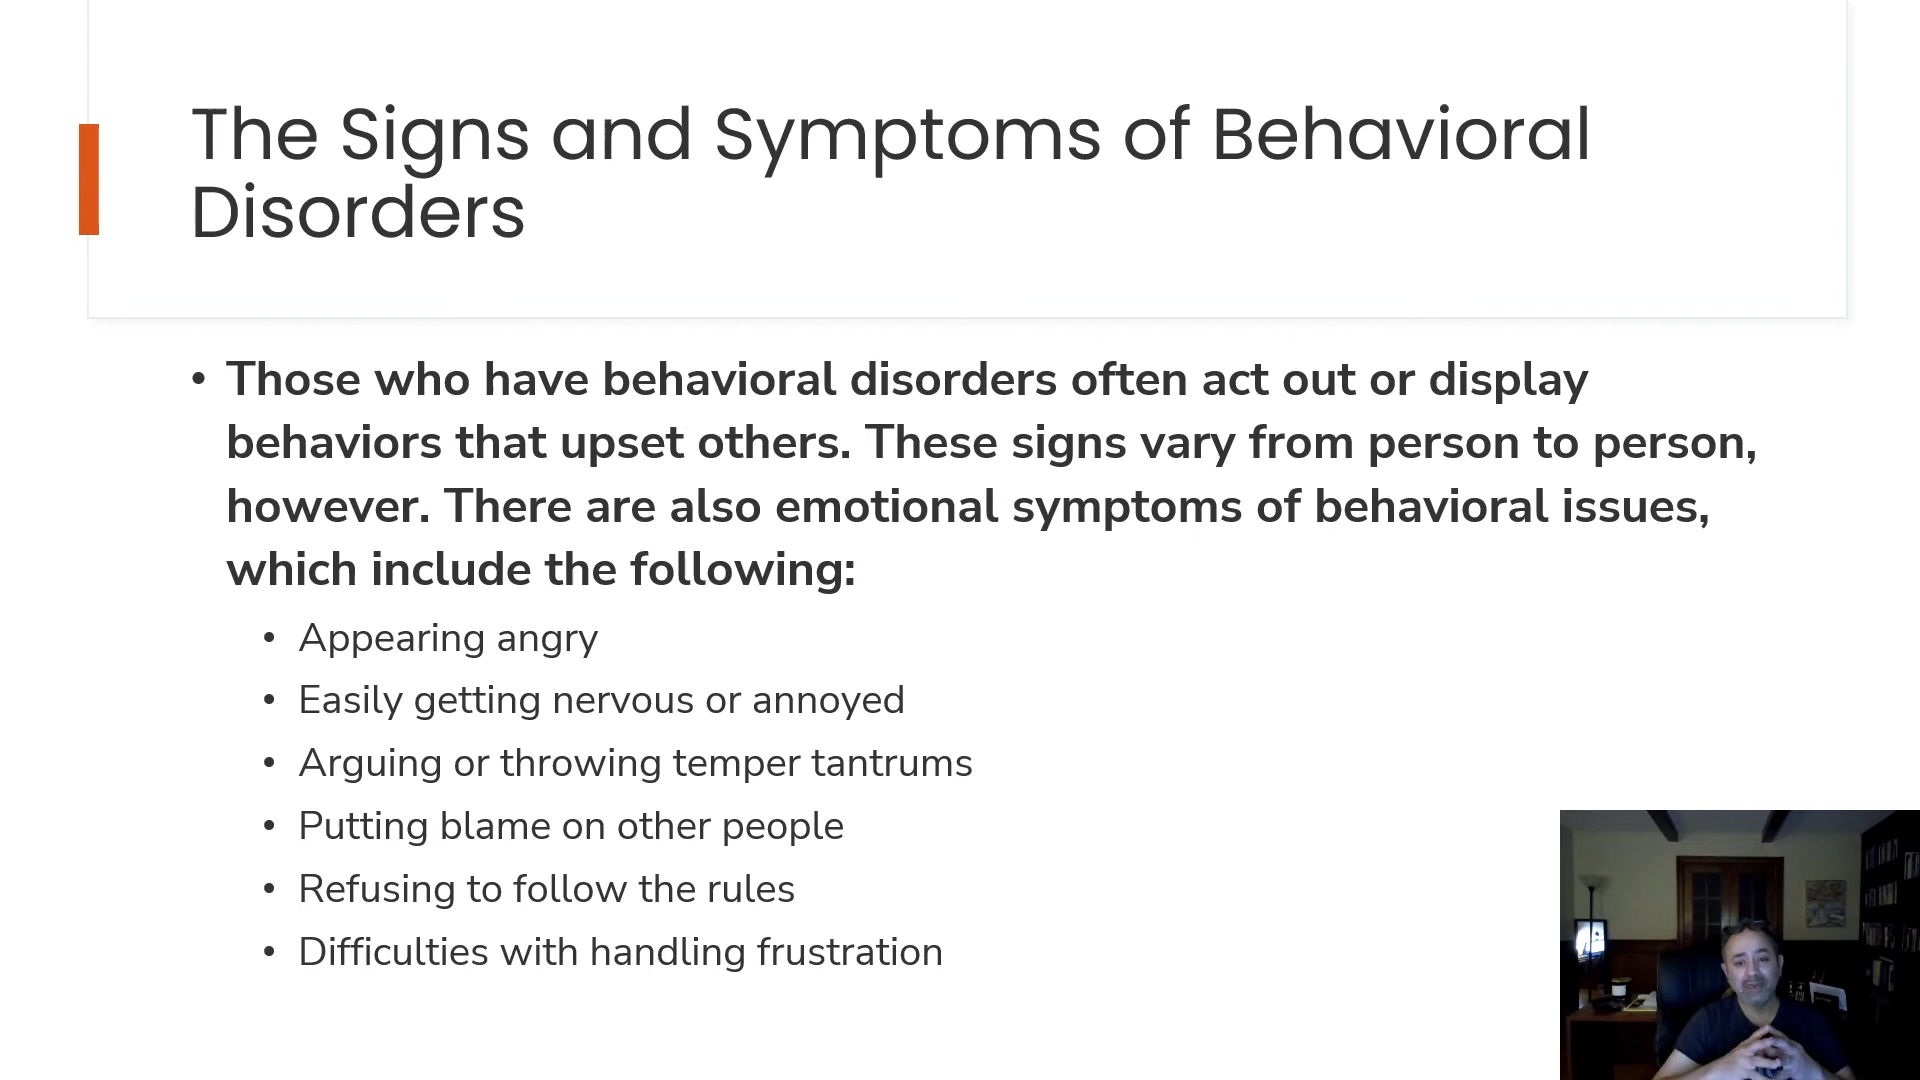 The Signs and Symptoms of Behavioral
Disorders
• Those who have behavioral disorders often act out or display
behaviors that upset others. These signs vary from person to person,
however. There are also emotional symptoms of behavioral issues,
which include the following:
• Appearing angry
• Easily getting nervous or annoyed
• Arguing or throwing temper tantrums
• Putting blame on other people
• Refusing to follow the rules
• Difficulties with handling frustration